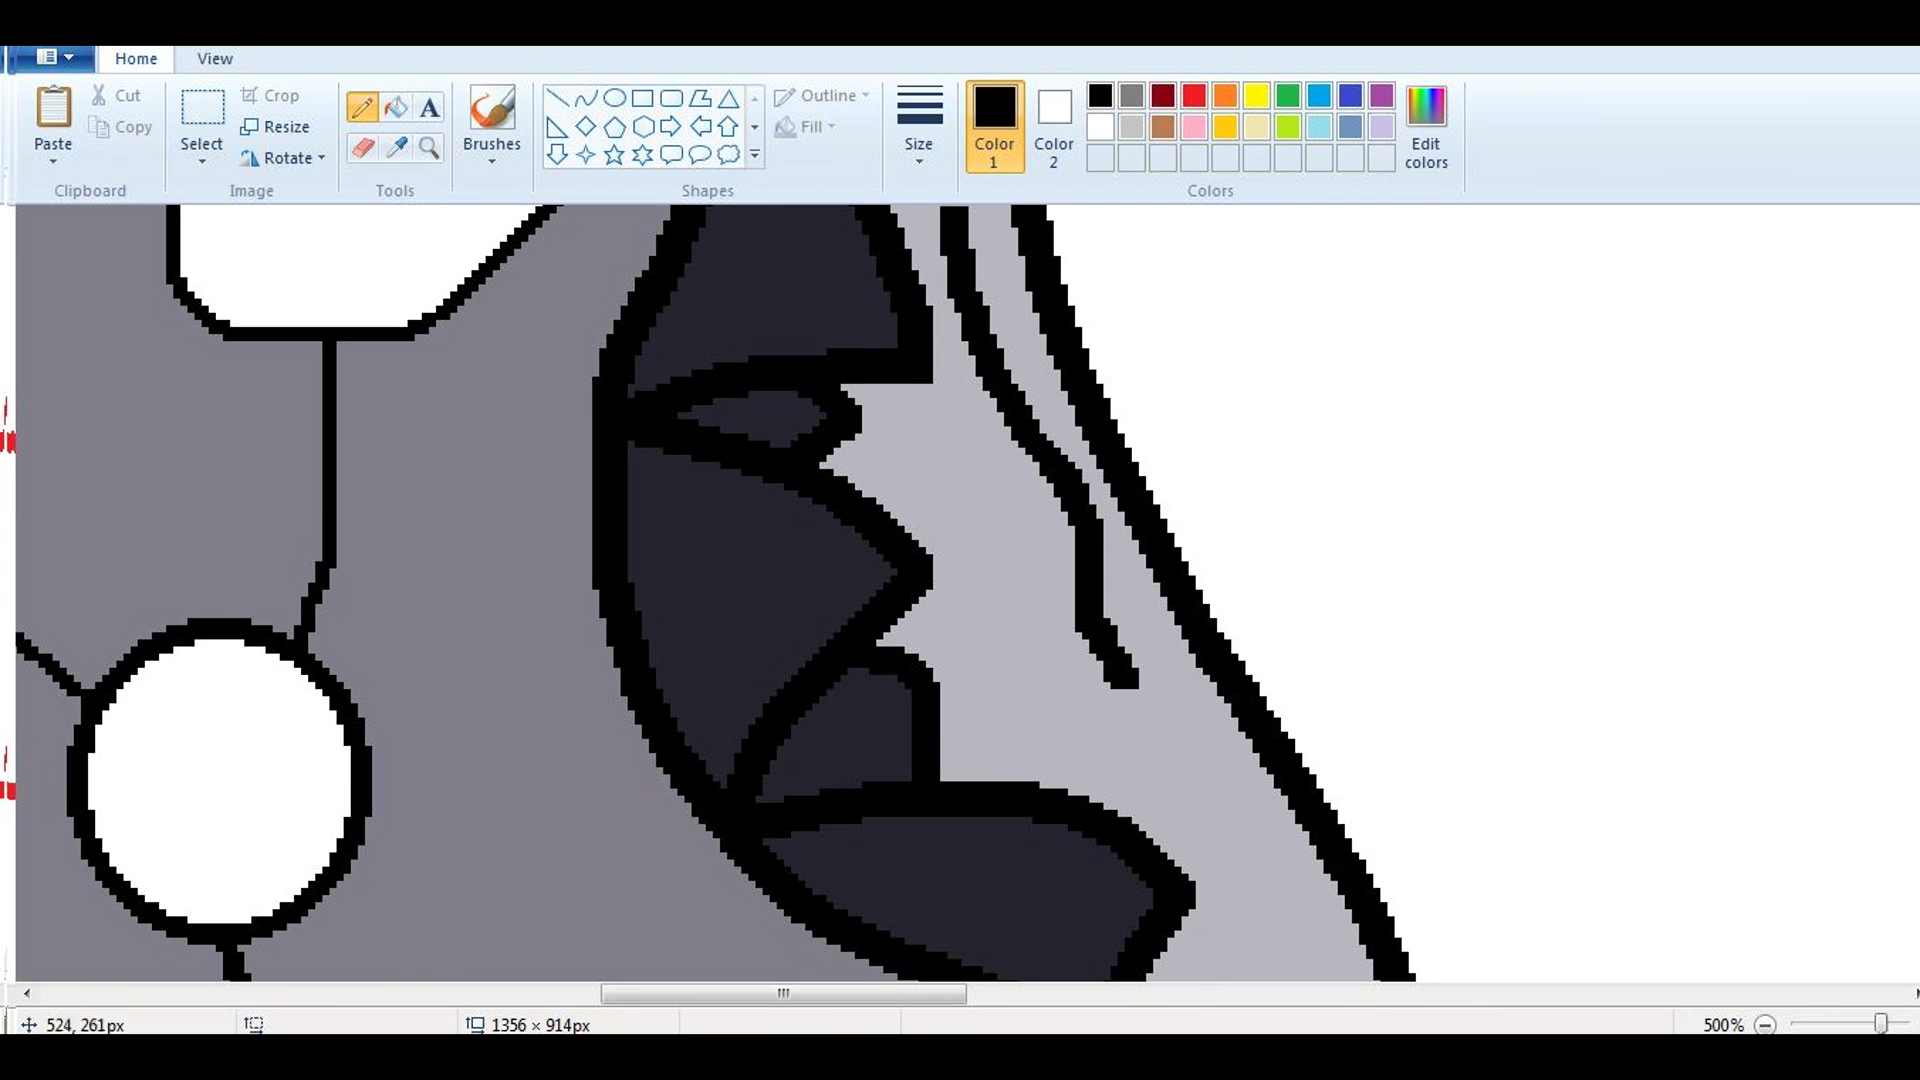 Home View
Paste Cut Copy Clipboard
Select Crop Resize Rotate Image
A Tools
Brushes
Shapes Outline Fill
Size
Color 1 Color 2 Edit colors Colors
524, 261px 1356 × 914px 500%